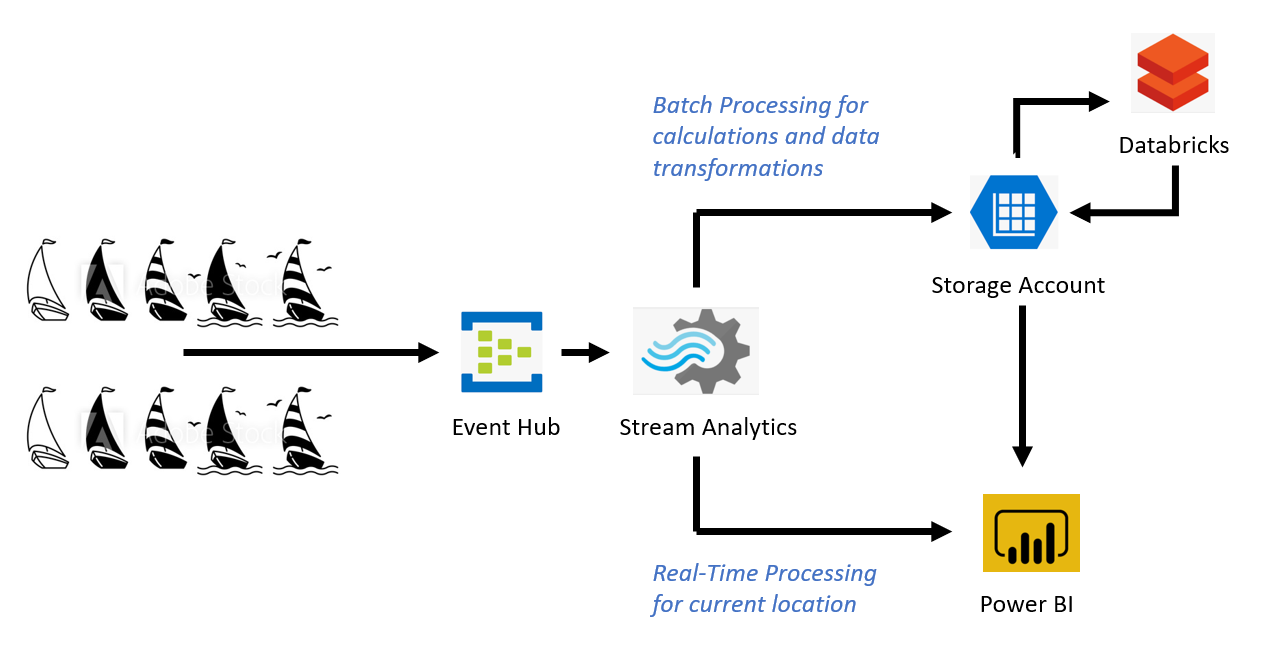 Batch Processing for
calculations and data
transformations
Databricks
Storage Account
Adobe Stock
Adobe Stock
Event Hub
Stream Analytics
Real-Time Processing
for current location
Power BI